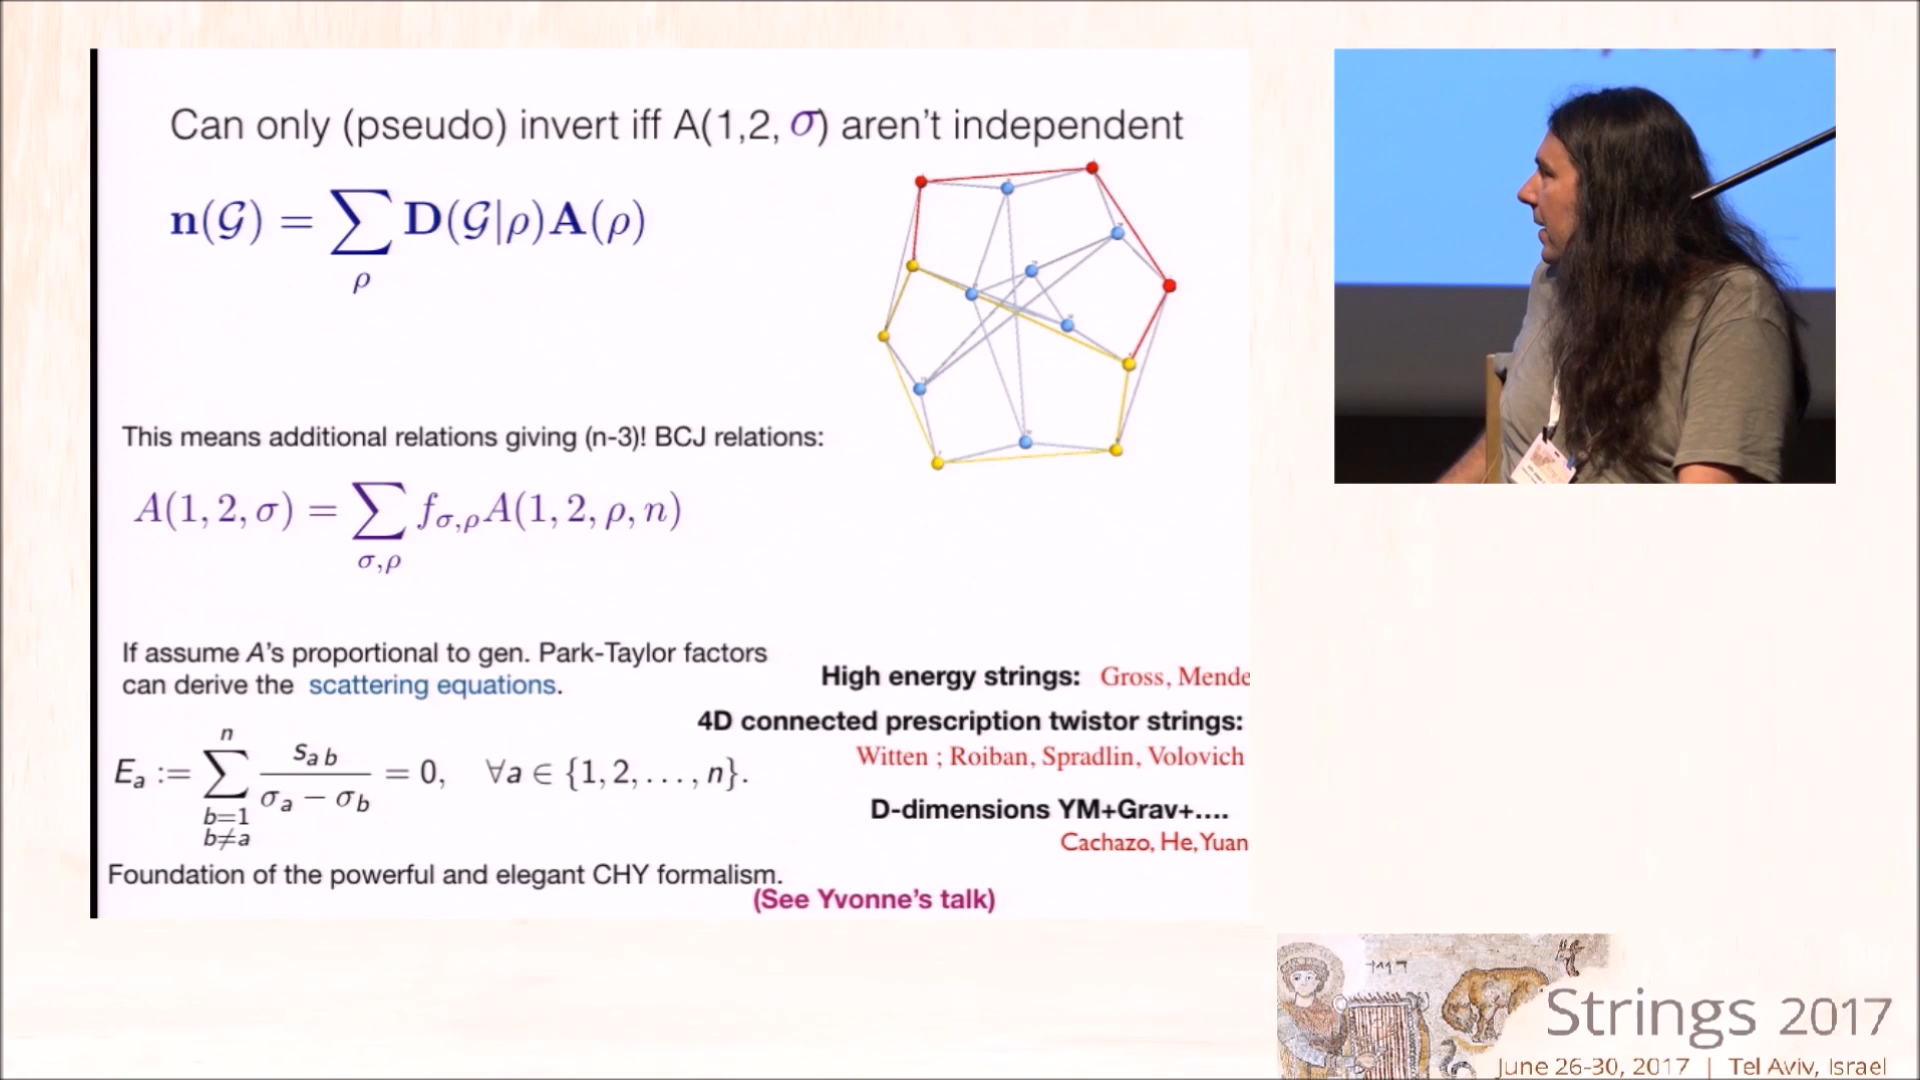 Can only (pseudo) invert iff A(1,2, σ) aren't independent
n(𝒢) = ∑ D(𝒢|ρ)A(ρ)
ρ
This means additional relations giving (n-3)! BCJ relations:
A(1, 2, σ) = ∑ f_{σ,ρ}A(1, 2, ρ, n)
σ,ρ
If assume A's proportional to gen. Park-Taylor factors
can derive the scattering equations.
E_a := ∑_{b=1, b≠a}^{n} s_{a b} / (σ_a − σ_b) = 0, ∀a ∈ {1, 2, . . . , n}.
Foundation of the powerful and elegant CHY formalism.
(See Yvonne's talk)
High energy strings: Gross, Mende
4D connected prescription twistor strings:
Witten ; Roiban, Spradlin, Volovich
D-dimensions YM+Grav+....
Cachazo, He, Yuan
Strings 2017
June 26-30, 2017 | Tel Aviv, Israel